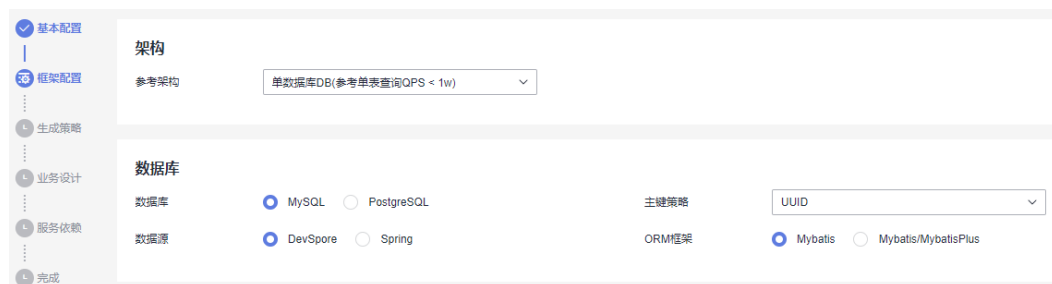 基本配置
框架配置
生成策略
业务设计
服务依赖
完成
架构
参考架构 单数据库DB(参考单表查询QPS < 1w)
数据库
数据库 MySQL PostgreSQL 主键策略 UUID
数据源 DevSpore Spring ORM框架 Mybatis Mybatis/MybatisPlus